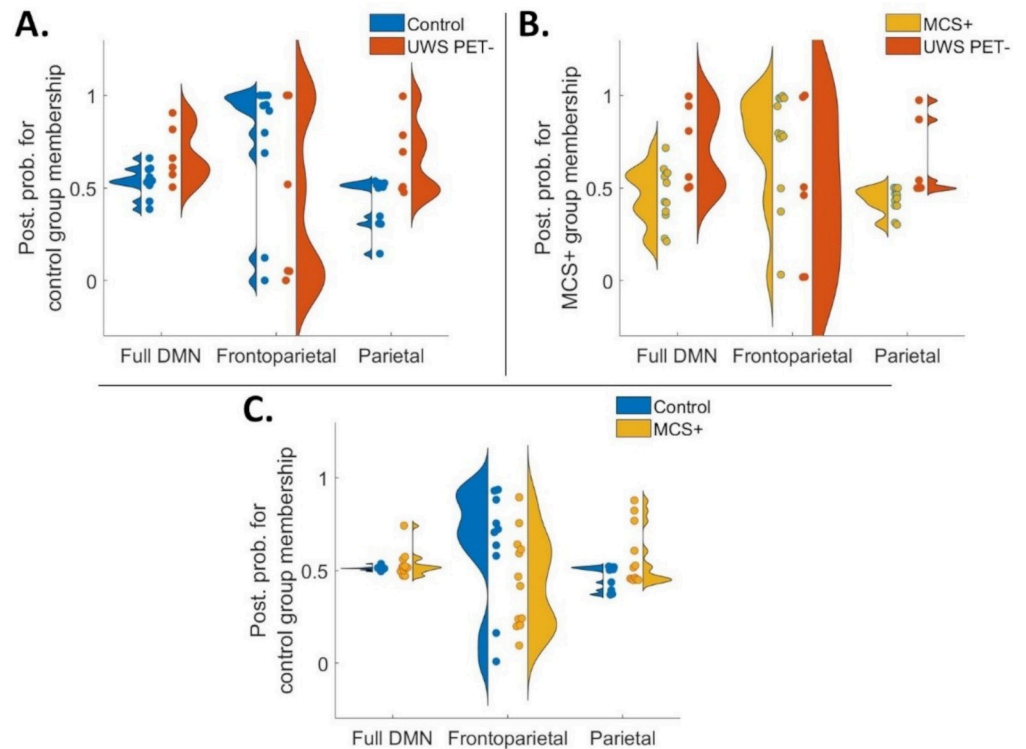 A.
Control
UWS PET-
Post. prob. for
control group membership
1
0.5
0
Full DMN Frontoparietal Parietal
B.
MCS+
UWS PET-
Post. prob. for
MCS+ group membership
1
0.5
0
Full DMN Frontoparietal Parietal
C.
Control
MCS+
Post. prob. for
control group membership
1
0.5
0
Full DMN Frontoparietal Parietal